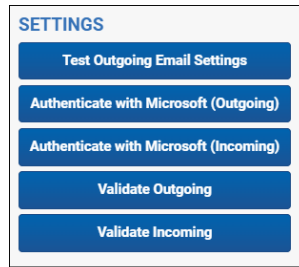 SETTINGS
Test Outgoing Email Settings
Authenticate with Microsoft (Outgoing)
Authenticate with Microsoft (Incoming)
Validate Outgoing
Validate Incoming